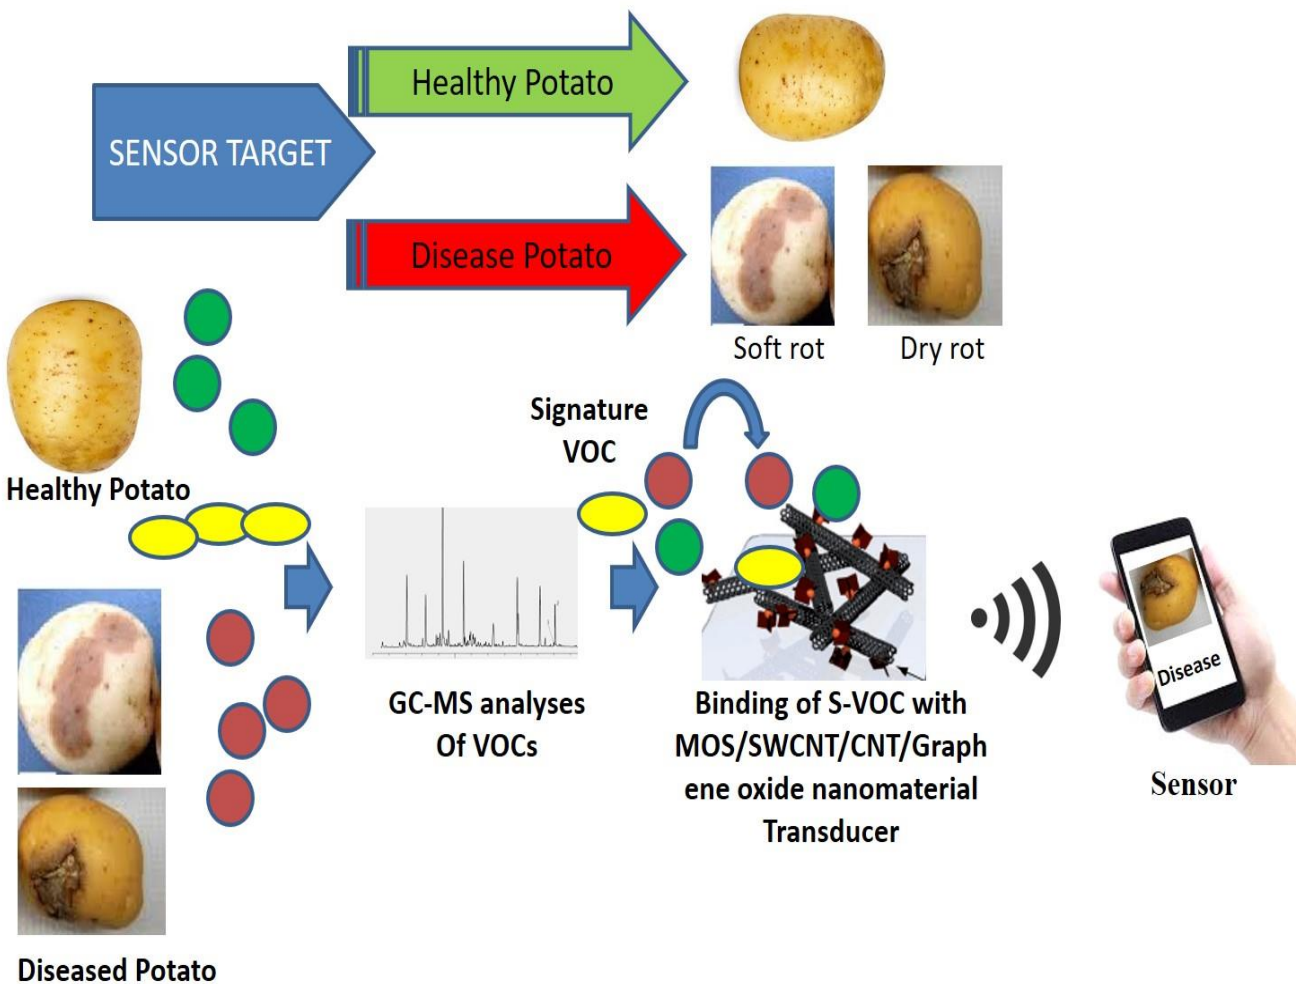 Healthy Potato
SENSOR TARGET
Disease Potato
Soft rot
Dry rot
Healthy Potato
Signature
VOC
GC-MS analyses
Of VOCs
Binding of S-VOC with
MOS/SWCNT/CNT/Graph
ene oxide nanomaterial
Transducer
Disease
Sensor
Diseased Potato